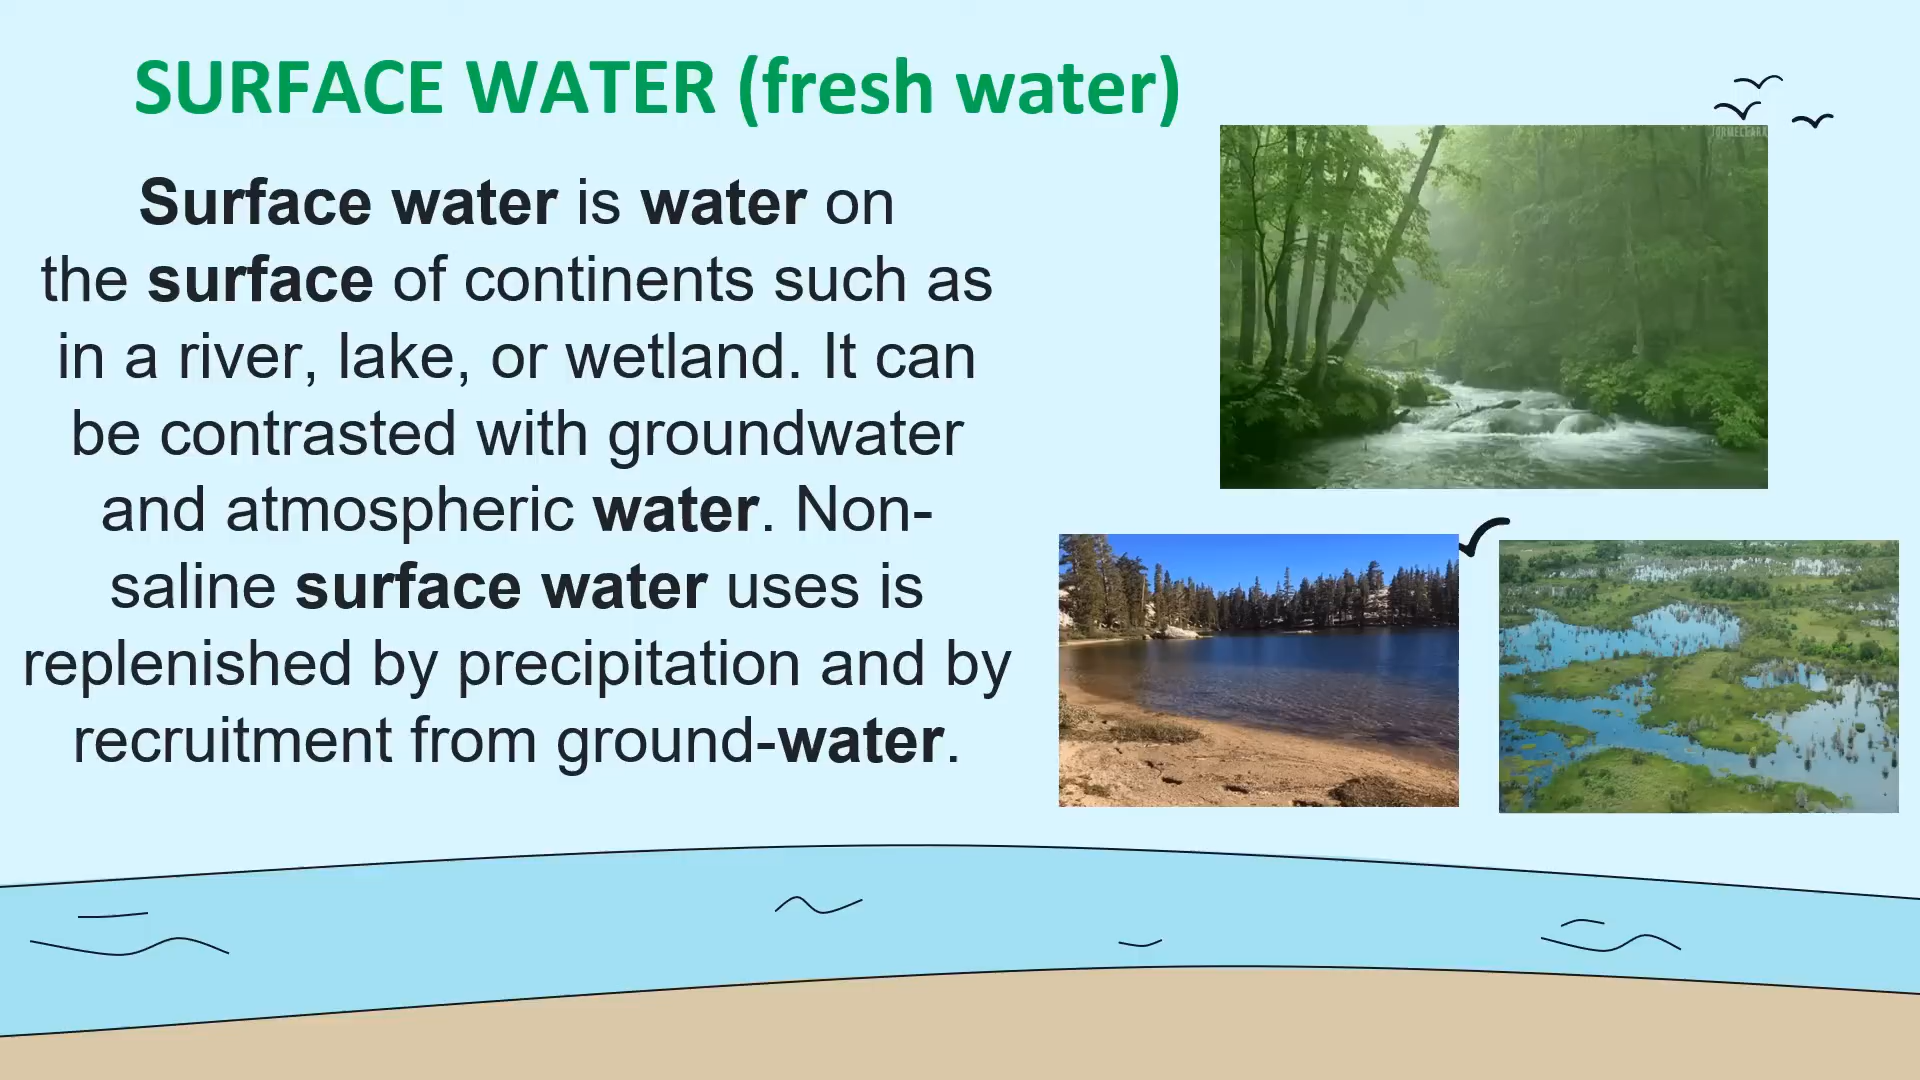 SURFACE WATER (fresh water)
Surface water is water on
the surface of continents such as
in a river, lake, or wetland. It can
be contrasted with groundwater
and atmospheric water. Non-
saline surface water uses is
replenished by precipitation and by
recruitment from ground-water.